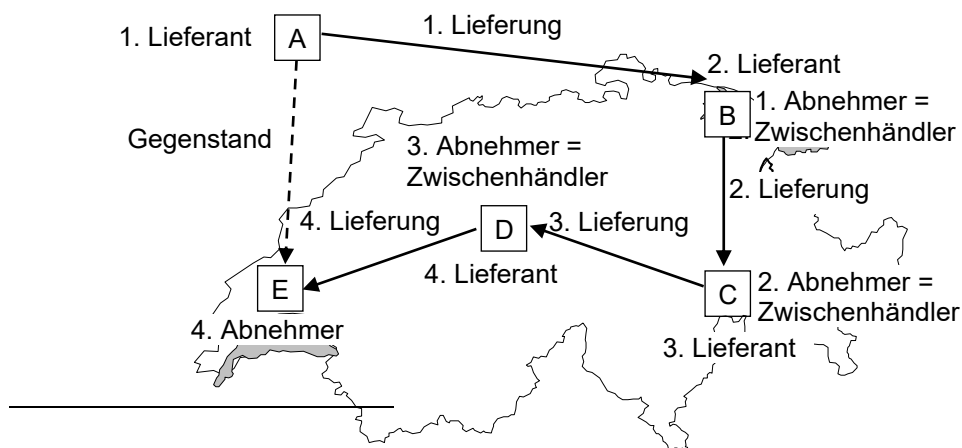 1. Lieferant
A
1. Lieferung
2. Lieferant
B
1. Abnehmer =
Zwischenhändler
Gegenstand
3. Abnehmer =
Zwischenhändler
2. Lieferung
4. Lieferung
D
3. Lieferung
4. Lieferant
E
C
2. Abnehmer =
Zwischenhändler
4. Abnehmer
3. Lieferant